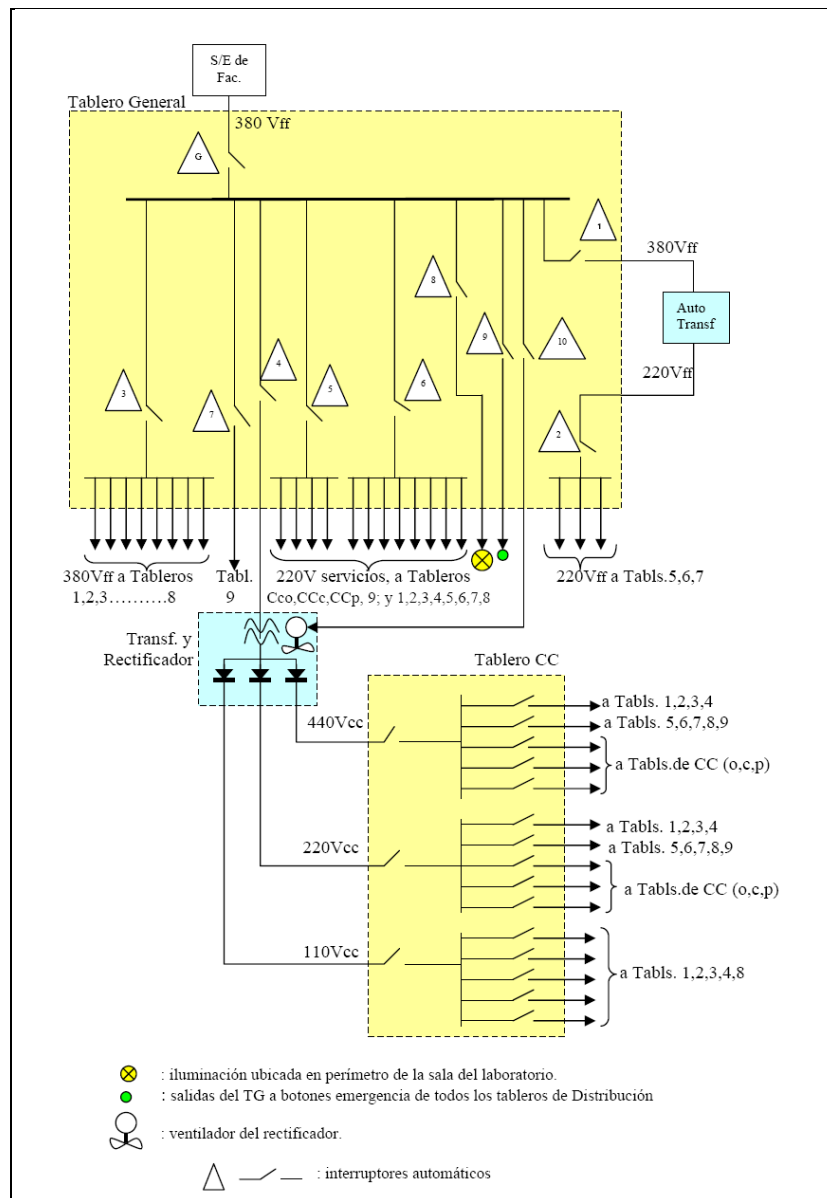 S/E de
Fac.
Tablero General
380 Vff
G
1
380Vff
8
Auto
Transf
9
10
220Vff
4
3
7
5
6
2
380Vff a Tableros
1,2,3..........8
Tabl.
9
220V servicios, a Tableros
Cco,CCc,CCp, 9; y 1,2,3,4,5,6,7,8
220Vff a Tabls.5,6,7
Transf. y
Rectificador
Tablero CC
440Vcc
a Tabls. 1,2,3,4
a Tabls. 5,6,7,8,9
a Tabls.de CC (o,c,p)
220Vcc
a Tabls. 1,2,3,4
a Tabls. 5,6,7,8,9
a Tabls.de CC (o,c,p)
110Vcc
a Tabls. 1,2,3,4,8
: iluminación ubicada en perímetro de la sala del laboratorio.
: salidas del TG a botones emergencia de todos los tableros de Distribución
: ventilador del rectificador.
: interruptores automáticos